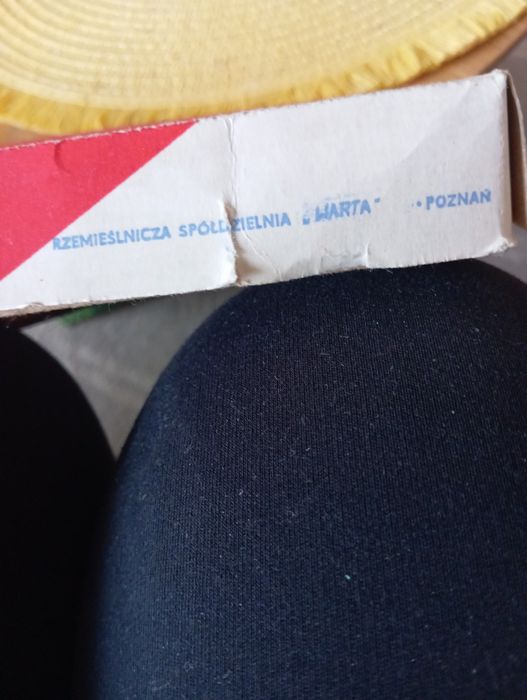 RZEMIEŚLNICZA SPÓŁDZIELNIA „WARTA” • POZNAŃ